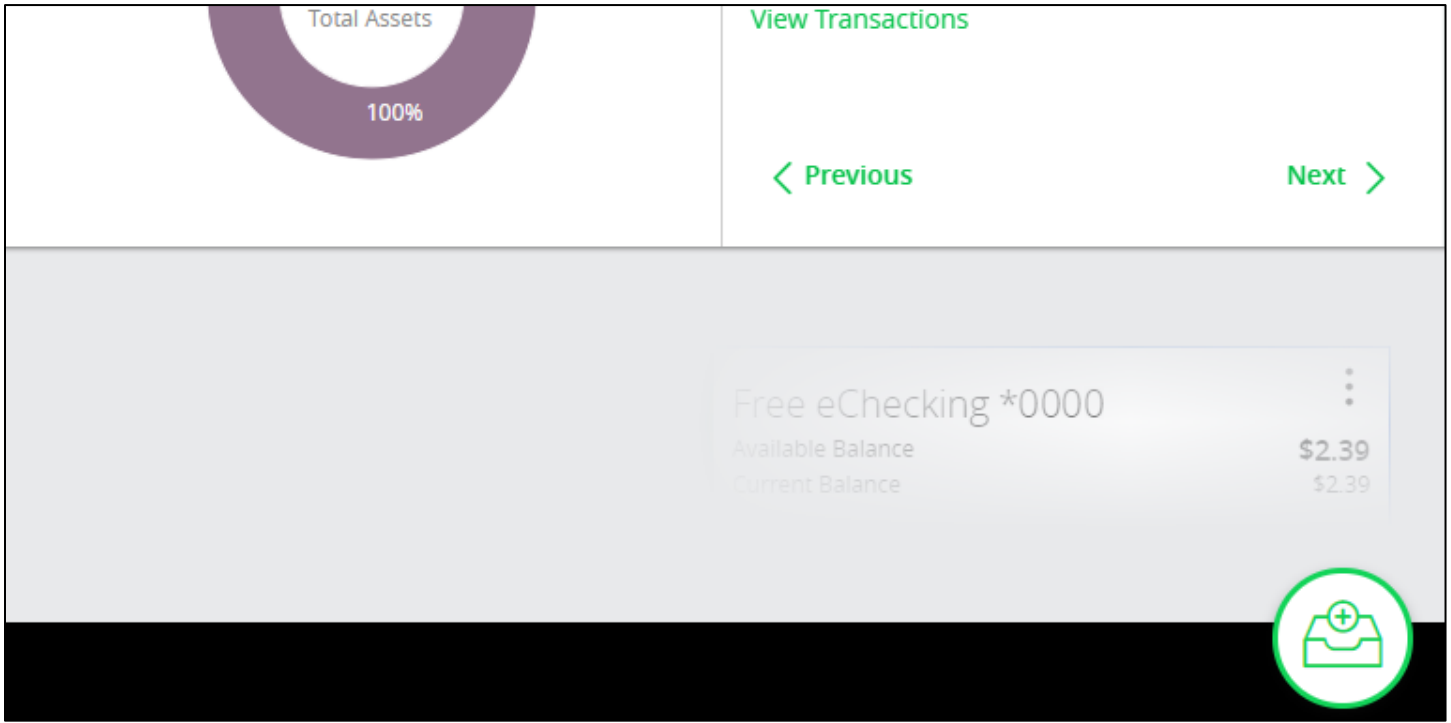 Total Assets
100%
View Transactions
Previous
Next
Free eChecking *0000
Available Balance
$2.39
Current Balance
$2.39